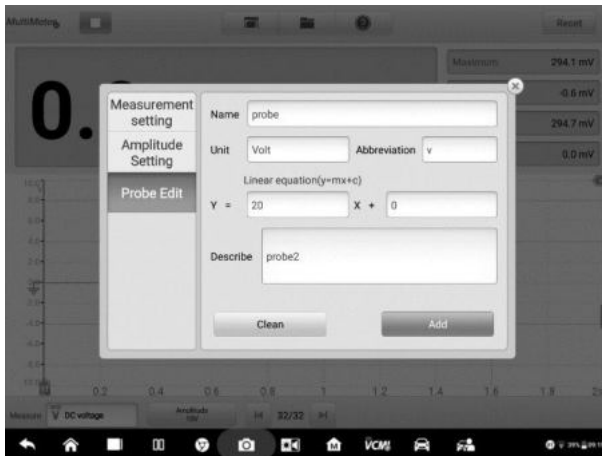 MultiMeter
Reset
Maximum 294.1 mV
-0.6 mV
294.7 mV
0.0 mV
0.
Measurement setting
Amplitude Setting
Probe Edit
Name probe
Unit Volt Abbreviation v
Linear equation(y=mx+c)
Y = 20 X + 0
Describe probe2
Clean Add
0.2 0.4 0.6 0.8 1 1.2 1.4 1.6 1.8 2s
Measure DC voltage Amplitude 10V 32/32
VCMI